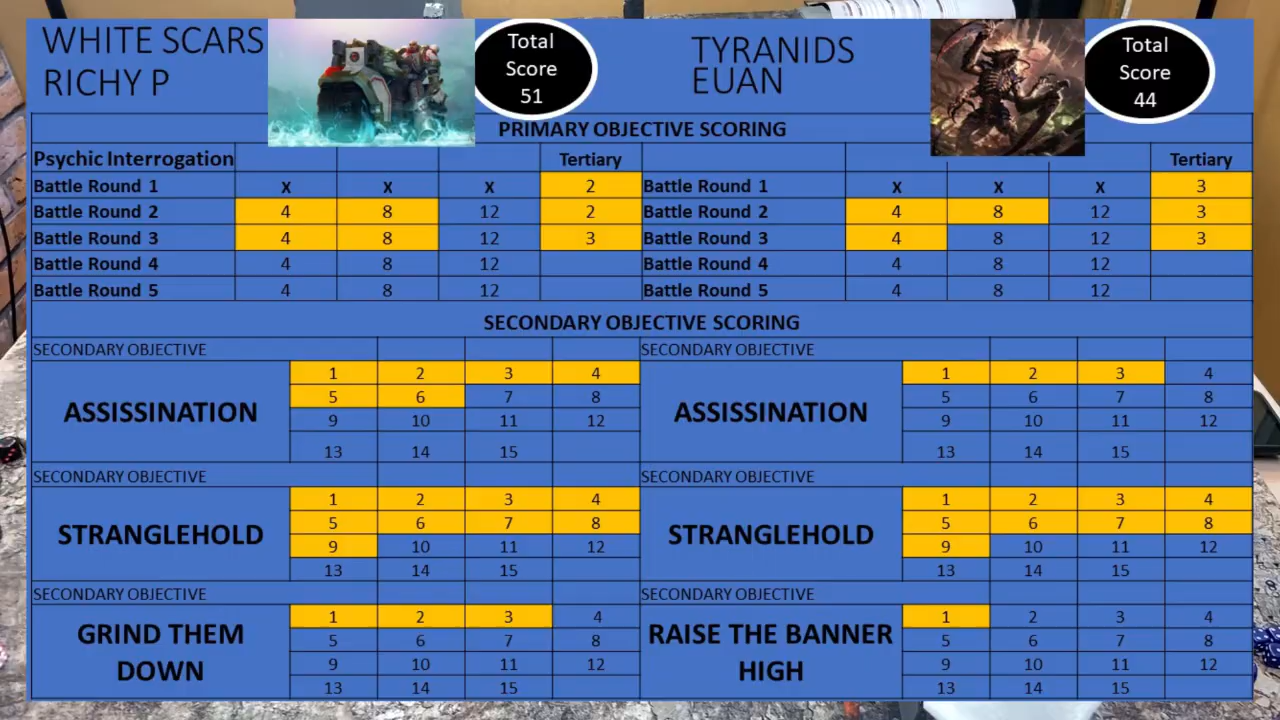 WHITE SCARS
RICHY P
Total
Score
51
TYRANIDS
EUAN
Total
Score
44
PRIMARY OBJECTIVE SCORING
Psychic Interrogation Tertiary Tertiary
Battle Round 1 x x x 2 Battle Round 1 x x x 3
Battle Round 2 4 8 12 2 Battle Round 2 4 8 12 3
Battle Round 3 4 8 12 3 Battle Round 3 4 8 12 3
Battle Round 4 4 8 12 Battle Round 4 4 8 12
Battle Round 5 4 8 12 Battle Round 5 4 8 12
SECONDARY OBJECTIVE SCORING
SECONDARY OBJECTIVE SECONDARY OBJECTIVE
1 2 3 4 1 2 3 4
5 6 7 8 5 6 7 8
ASSISSINATION ASSISSINATION
9 10 11 12 9 10 11 12
13 14 15 13 14 15
SECONDARY OBJECTIVE SECONDARY OBJECTIVE
1 2 3 4 1 2 3 4
5 6 7 8 5 6 7 8
STRANGLEHOLD STRANGLEHOLD
9 10 11 12 9 10 11 12
13 14 15 13 14 15
SECONDARY OBJECTIVE SECONDARY OBJECTIVE
1 2 3 4 1 2 3 4
GRIND THEM 5 6 7 8 RAISE THE BANNER 5 6 7 8
DOWN 9 10 11 12 HIGH 9 10 11 12
13 14 15 13 14 15